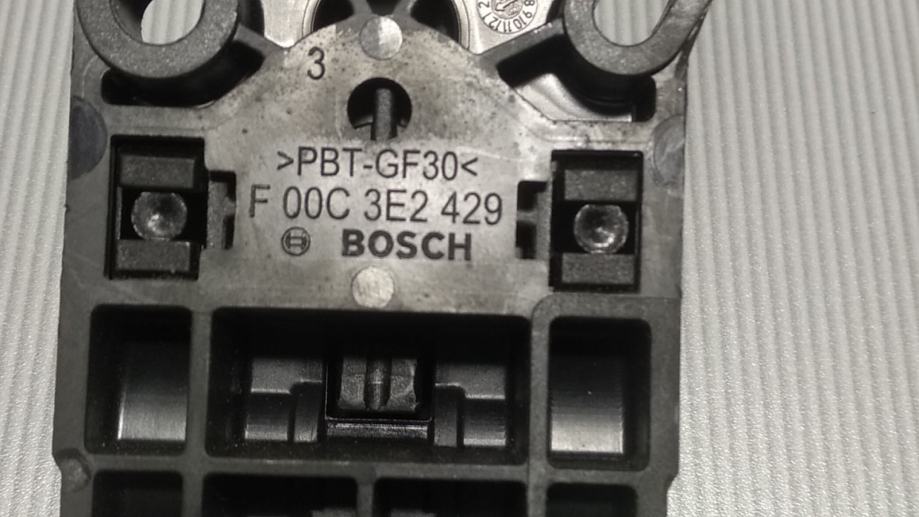 3
>PBT-GF30<
F 00C 3E2 429
BOSCH